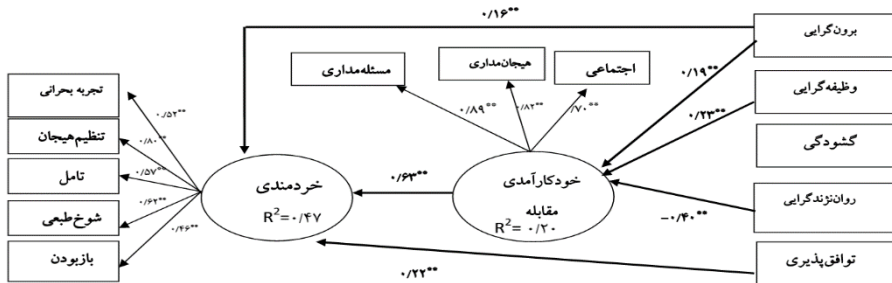 برون‌گرایی
وظیفه‌گرایی
گشودگی
روان‌نژندگرایی
توافق‌پذیری
۰/۱۶**
۰/۱۹**
۰/۲۳**
-۰/۴۰**
۰/۲۲**
اجتماعی
هیجان‌مداری
مسئله‌مداری
۰/۷۰**
۰/۸۲**
۰/۸۹**
خودکارآمدی
مقابله
R²= ۰/۲۰
۰/۶۳**
خردمندی
R²=۰/۴۷
تجربه بحرانی
تنظیم‌هیجان
تامل
شوخ‌طبعی
بازبودن
۰/۵۲**
۰/۸۰**
۰/۵۷**
۰/۶۲**
۰/۴۶**